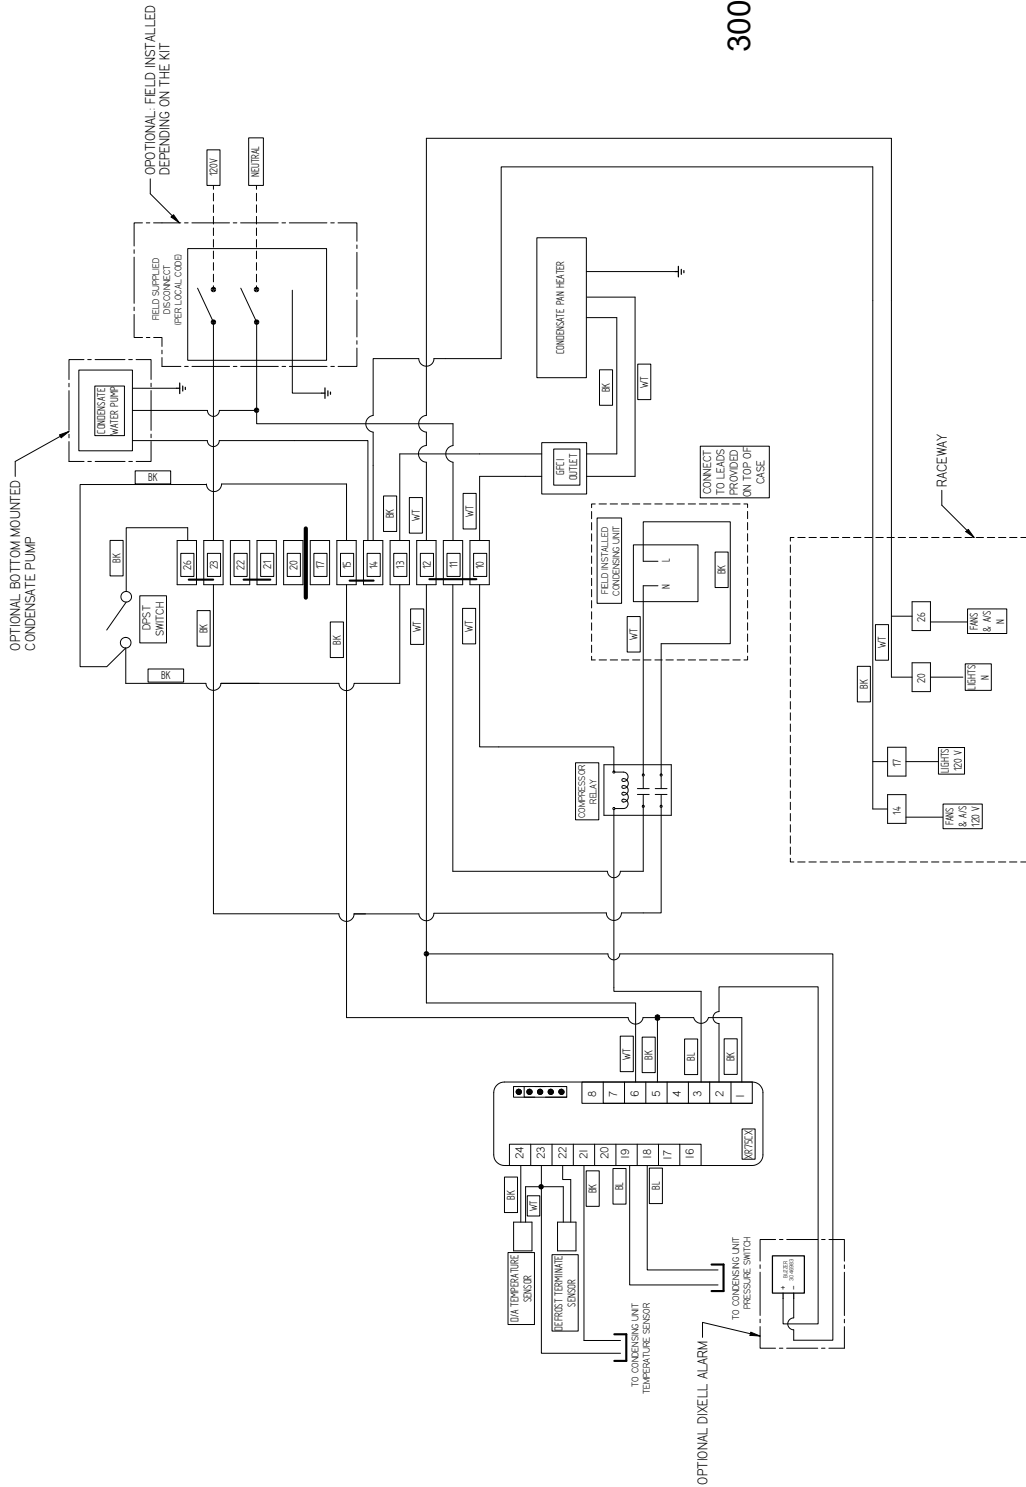 OPTIONAL BOTTOM MOUNTED
CONDENSATE PUMP
OPOTIONAL: FIELD INSTALLED
DEPENDING ON THE KIT
300
CONDENSATE
WATER PUMP
FIELD SUPPLIED
DISCONNECT
(PER LOCAL CODE)
120V
NEUTRAL
DPST
SWITCH
BK
BK
BK
BK
26
23
22
21
20
17
15
14
13
12
11
10
BK
BK
WT
WT
WT
WT
GFCI
OUTLET
CONDENSATE PAN HEATER
BK
WT
COMPRESSOR
RELAY
FIELD INSTALLED
CONDENSING UNIT
N
L
WT
BK
CONNECT
TO LEADS
PROVIDED
ON TOP OF
CASE
RACEWAY
BK
WT
14
17
20
26
FANS
& A/S
120 V
LIGHTS
120 V
LIGHTS
N
FANS
& A/S
N
WT
BK
BL
BK
8
7
6
5
4
3
2
1
XR75CX
24
23
22
21
20
19
18
17
16
BK
WT
BK
BL
BL
D/A TEMPERATURE
SENSOR
DEFROST TERMINATE
SENSOR
TO CONDENSING UNIT
TEMPERATURE SENSOR
TO CONDENSING UNIT
PRESSURE SWITCH
OPTIONAL DIXELL ALARM
+
-
BUZZER